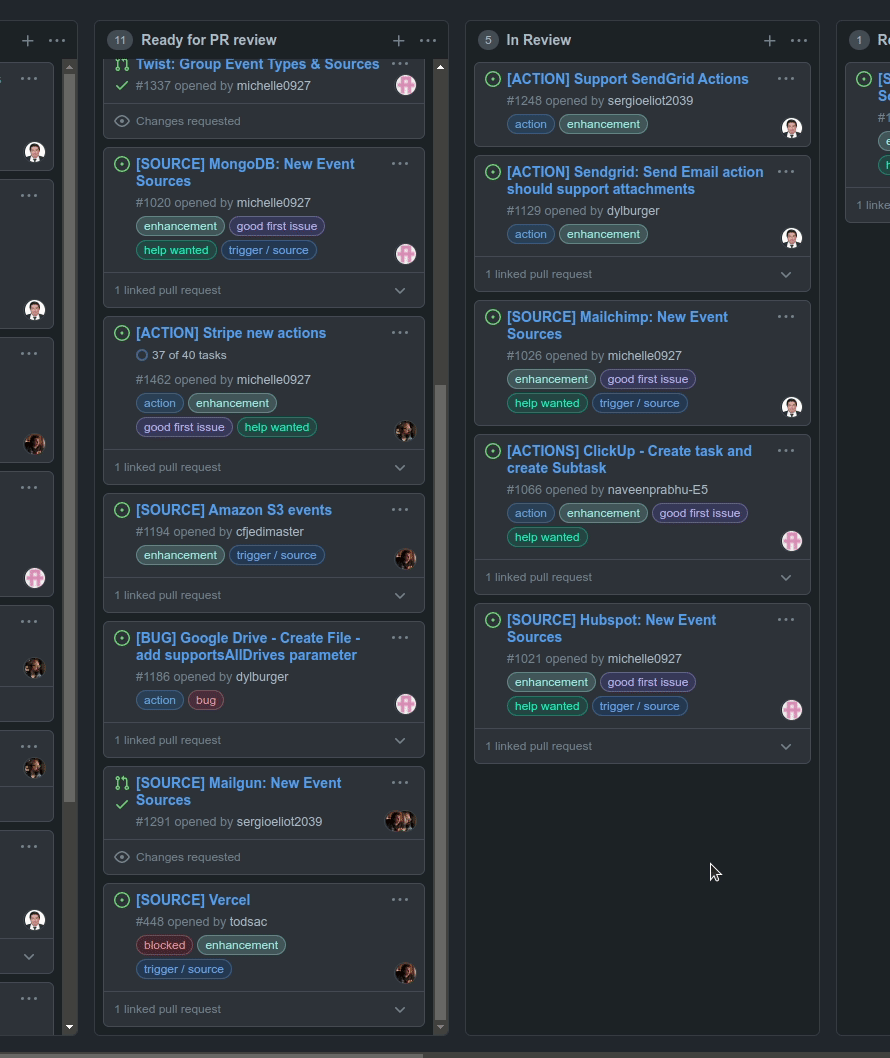 11 Ready for PR review
Twist: Group Event Types & Sources
#1337 opened by michelle0927
Changes requested
[SOURCE] MongoDB: New Event
Sources
#1020 opened by michelle0927
enhancement good first issue
help wanted trigger / source
1 linked pull request
[ACTION] Stripe new actions
37 of 40 tasks
#1462 opened by michelle0927
action enhancement
good first issue help wanted
1 linked pull request
[SOURCE] Amazon S3 events
#1194 opened by cfjedimaster
enhancement trigger / source
1 linked pull request
[BUG] Google Drive - Create File -
add supportsAllDrives parameter
#1186 opened by dylburger
action bug
1 linked pull request
[SOURCE] Mailgun: New Event
Sources
#1291 opened by sergioeliot2039
Changes requested
[SOURCE] Vercel
#448 opened by todsac
blocked enhancement
trigger / source
1 linked pull request
5 In Review
[ACTION] Support SendGrid Actions
#1248 opened by sergioeliot2039
action enhancement
[ACTION] Sendgrid: Send Email action
should support attachments
#1129 opened by dylburger
action enhancement
1 linked pull request
[SOURCE] Mailchimp: New Event
Sources
#1026 opened by michelle0927
enhancement good first issue
help wanted trigger / source
1 linked pull request
[ACTIONS] ClickUp - Create task and
create Subtask
#1066 opened by naveenprabhu-E5
action enhancement good first issue
help wanted
1 linked pull request
[SOURCE] Hubspot: New Event
Sources
#1021 opened by michelle0927
enhancement good first issue
help wanted trigger / source
1 linked pull request
1
1 linke